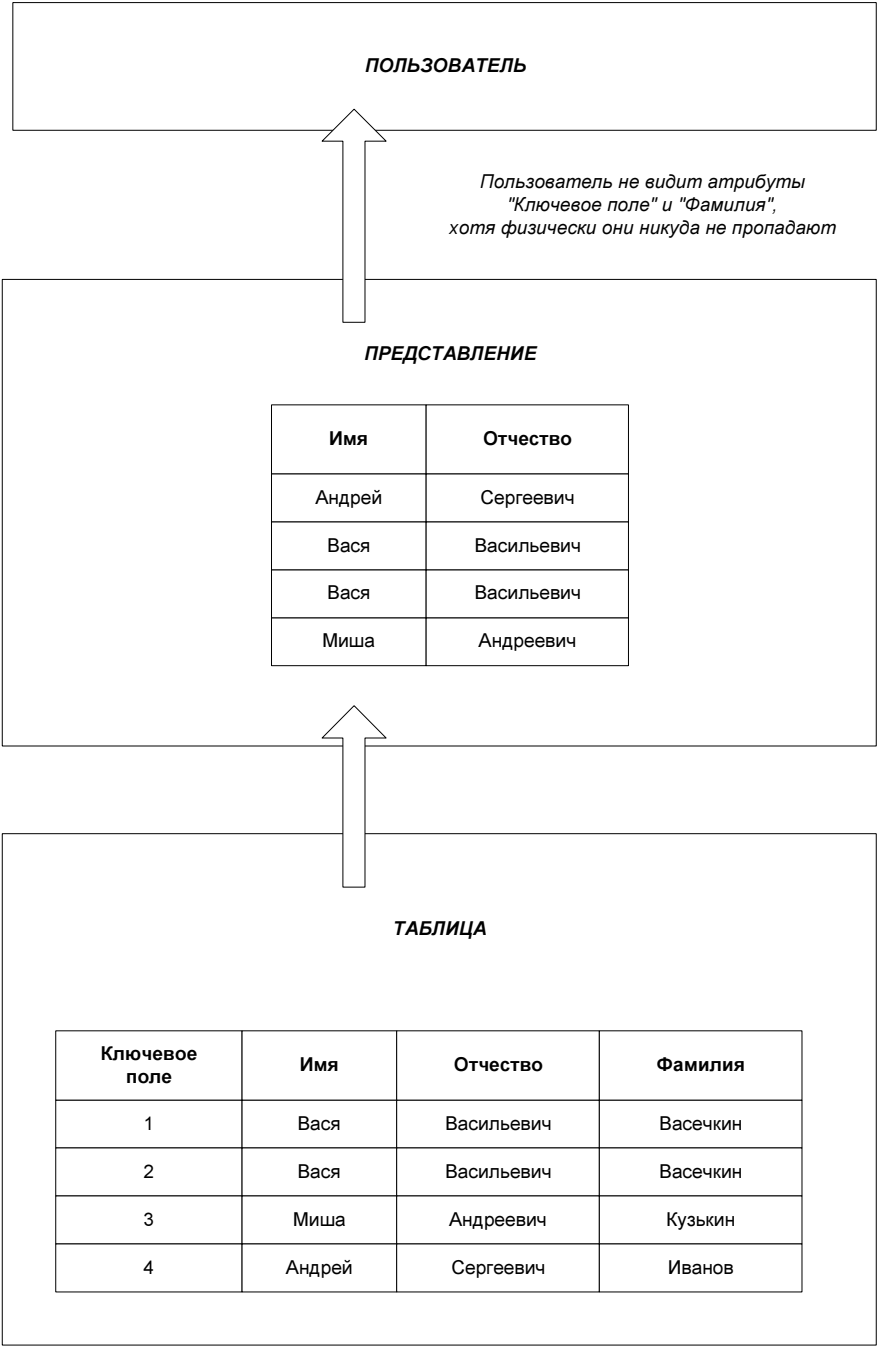 ПОЛЬЗОВАТЕЛЬ
Пользователь не видит атрибуты
"Ключевое поле" и "Фамилия",
хотя физически они никуда не пропадают
ПРЕДСТАВЛЕНИЕ
Имя Отчество
Андрей Сергеевич
Вася Васильевич
Вася Васильевич
Миша Андреевич
ТАБЛИЦА
Ключевое
поле Имя Отчество Фамилия
1 Вася Васильевич Васечкин
2 Вася Васильевич Васечкин
3 Миша Андреевич Кузькин
4 Андрей Сергеевич Иванов